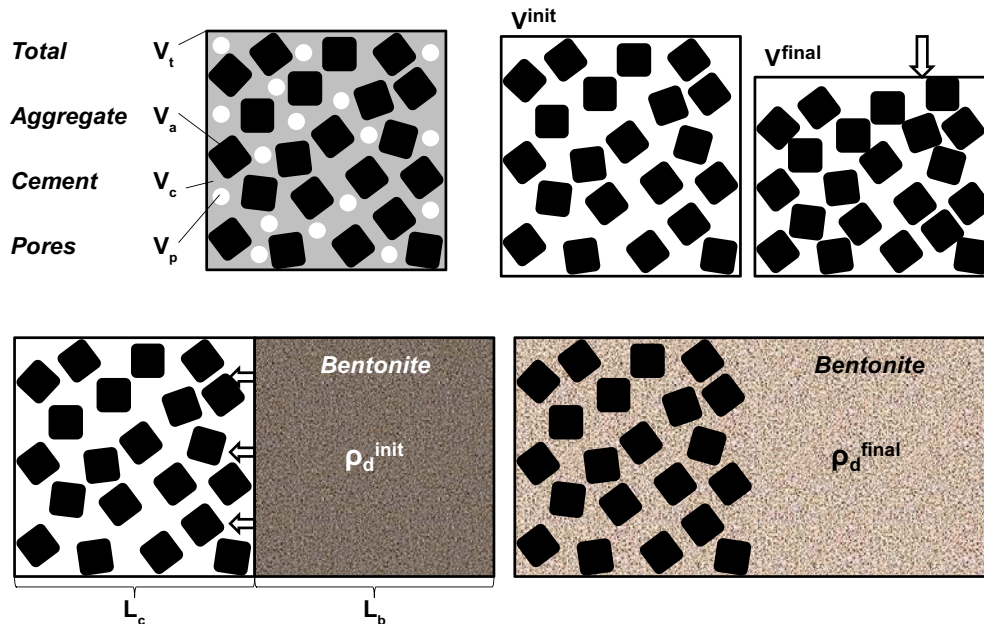 Total V_t
Aggregate V_a
Cement V_c
Pores V_p
V^init
V^final
Bentonite
ρ_d^init
Bentonite
ρ_d^final
L_c
L_b